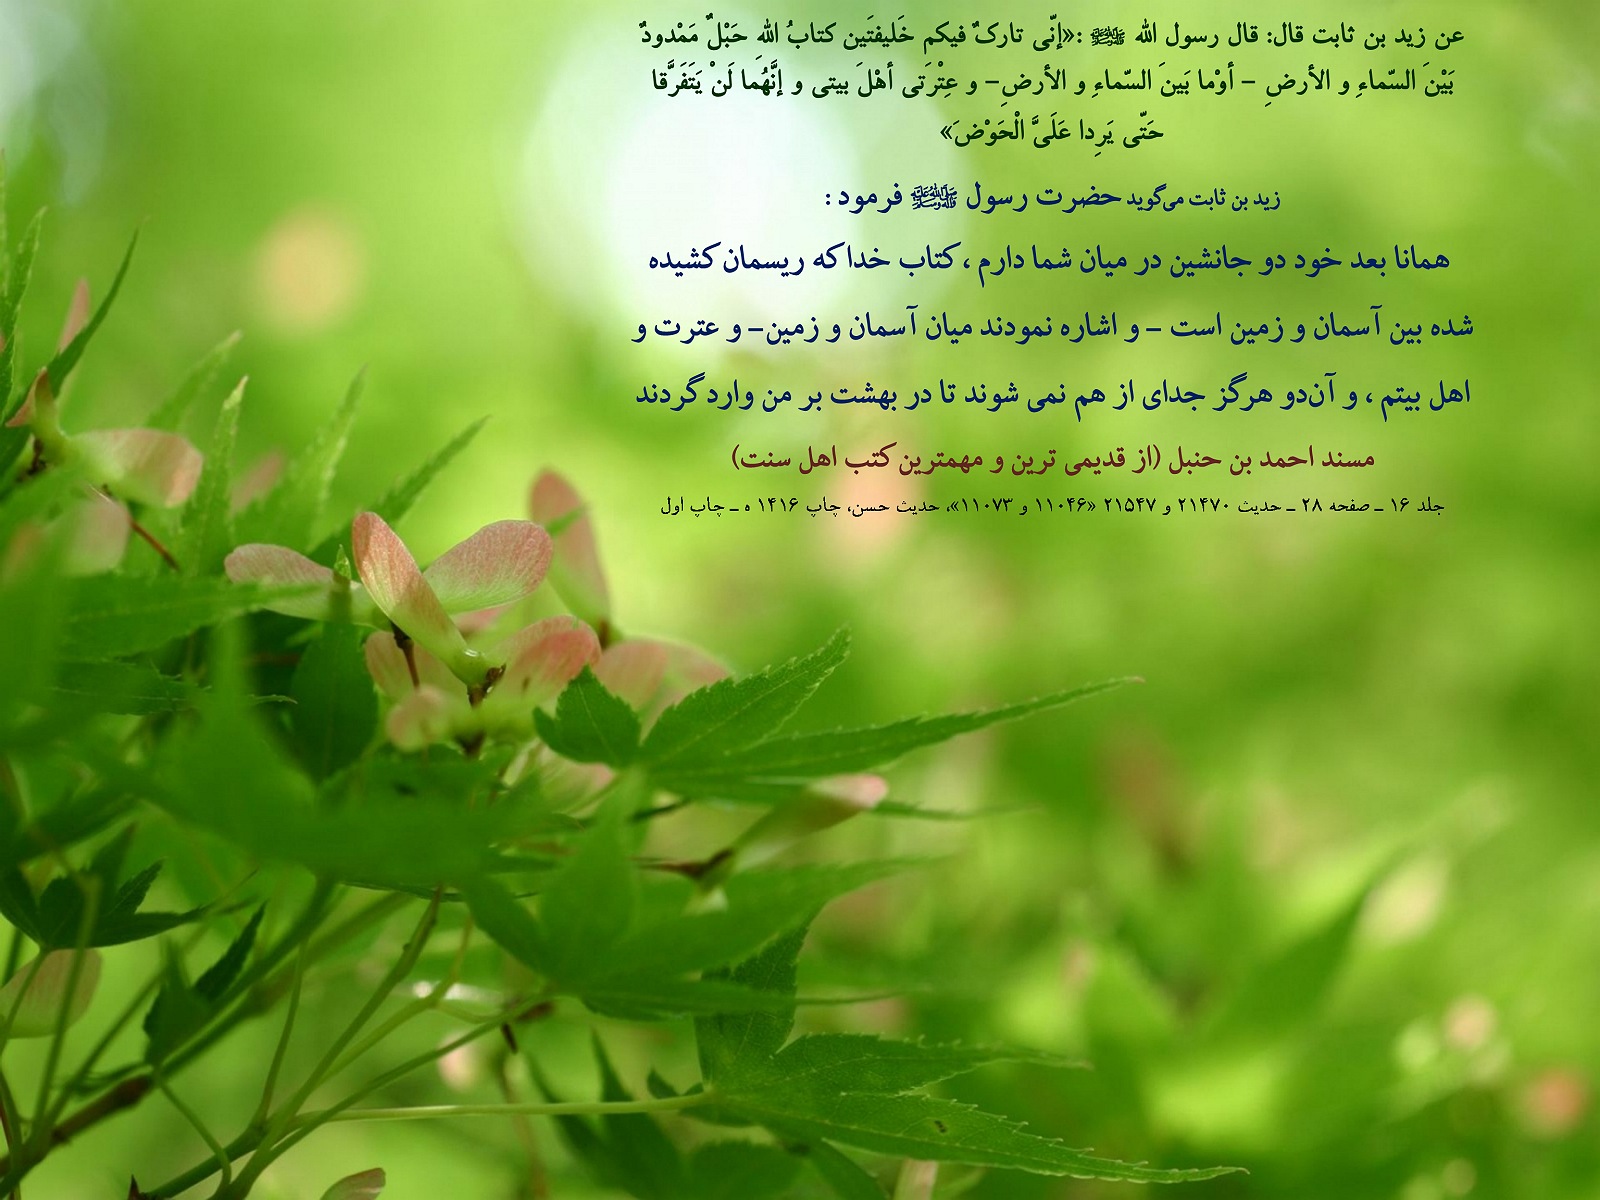 عن زيد بن ثابت قال: قال رسول الله ﷺ :«إنّی تارکٌ فیکم خَلیفتَین کتابُ اللهِ حَبْلٌ مَمْدودٌ
بَیْنَ السّماءِ و الأرضِ – أوْما بَینَ السّماءِ و الأرضِ– و عِتْرَتی أهْلَ بیتی و إنَّهُما لَنْ یَتَفَرَّقا
حَتّی یَرِدا عَلَیَّ الْحَوْضَ»
زید بن ثابت می‌گوید حضرت رسول ﷺ فرمود :
همانا بعد خود دو جانشین در میان شما دارم ، کتاب خدا که ریسمان کشیده
شده بین آسمان و زمین است – و اشاره نمودند میان آسمان و زمین– و عترت و
اهل بیتم ، و آن‌دو هرگز جدای از هم نمی شوند تا در بهشت بر من وارد گردند
مسند احمد بن حنبل (از قدیمی ترین و مهمترین کتب اهل سنت)
جلد ۱۶ ـ صفحه ۲۸ ـ حدیث ۲۱۴۷۰ و ۲۱۵۴۷ «۱۱۰۴۶ و ۱۱۰۷۳»، حدیث حسن، چاپ ۱۴۱۶ ه ـ چاپ اول